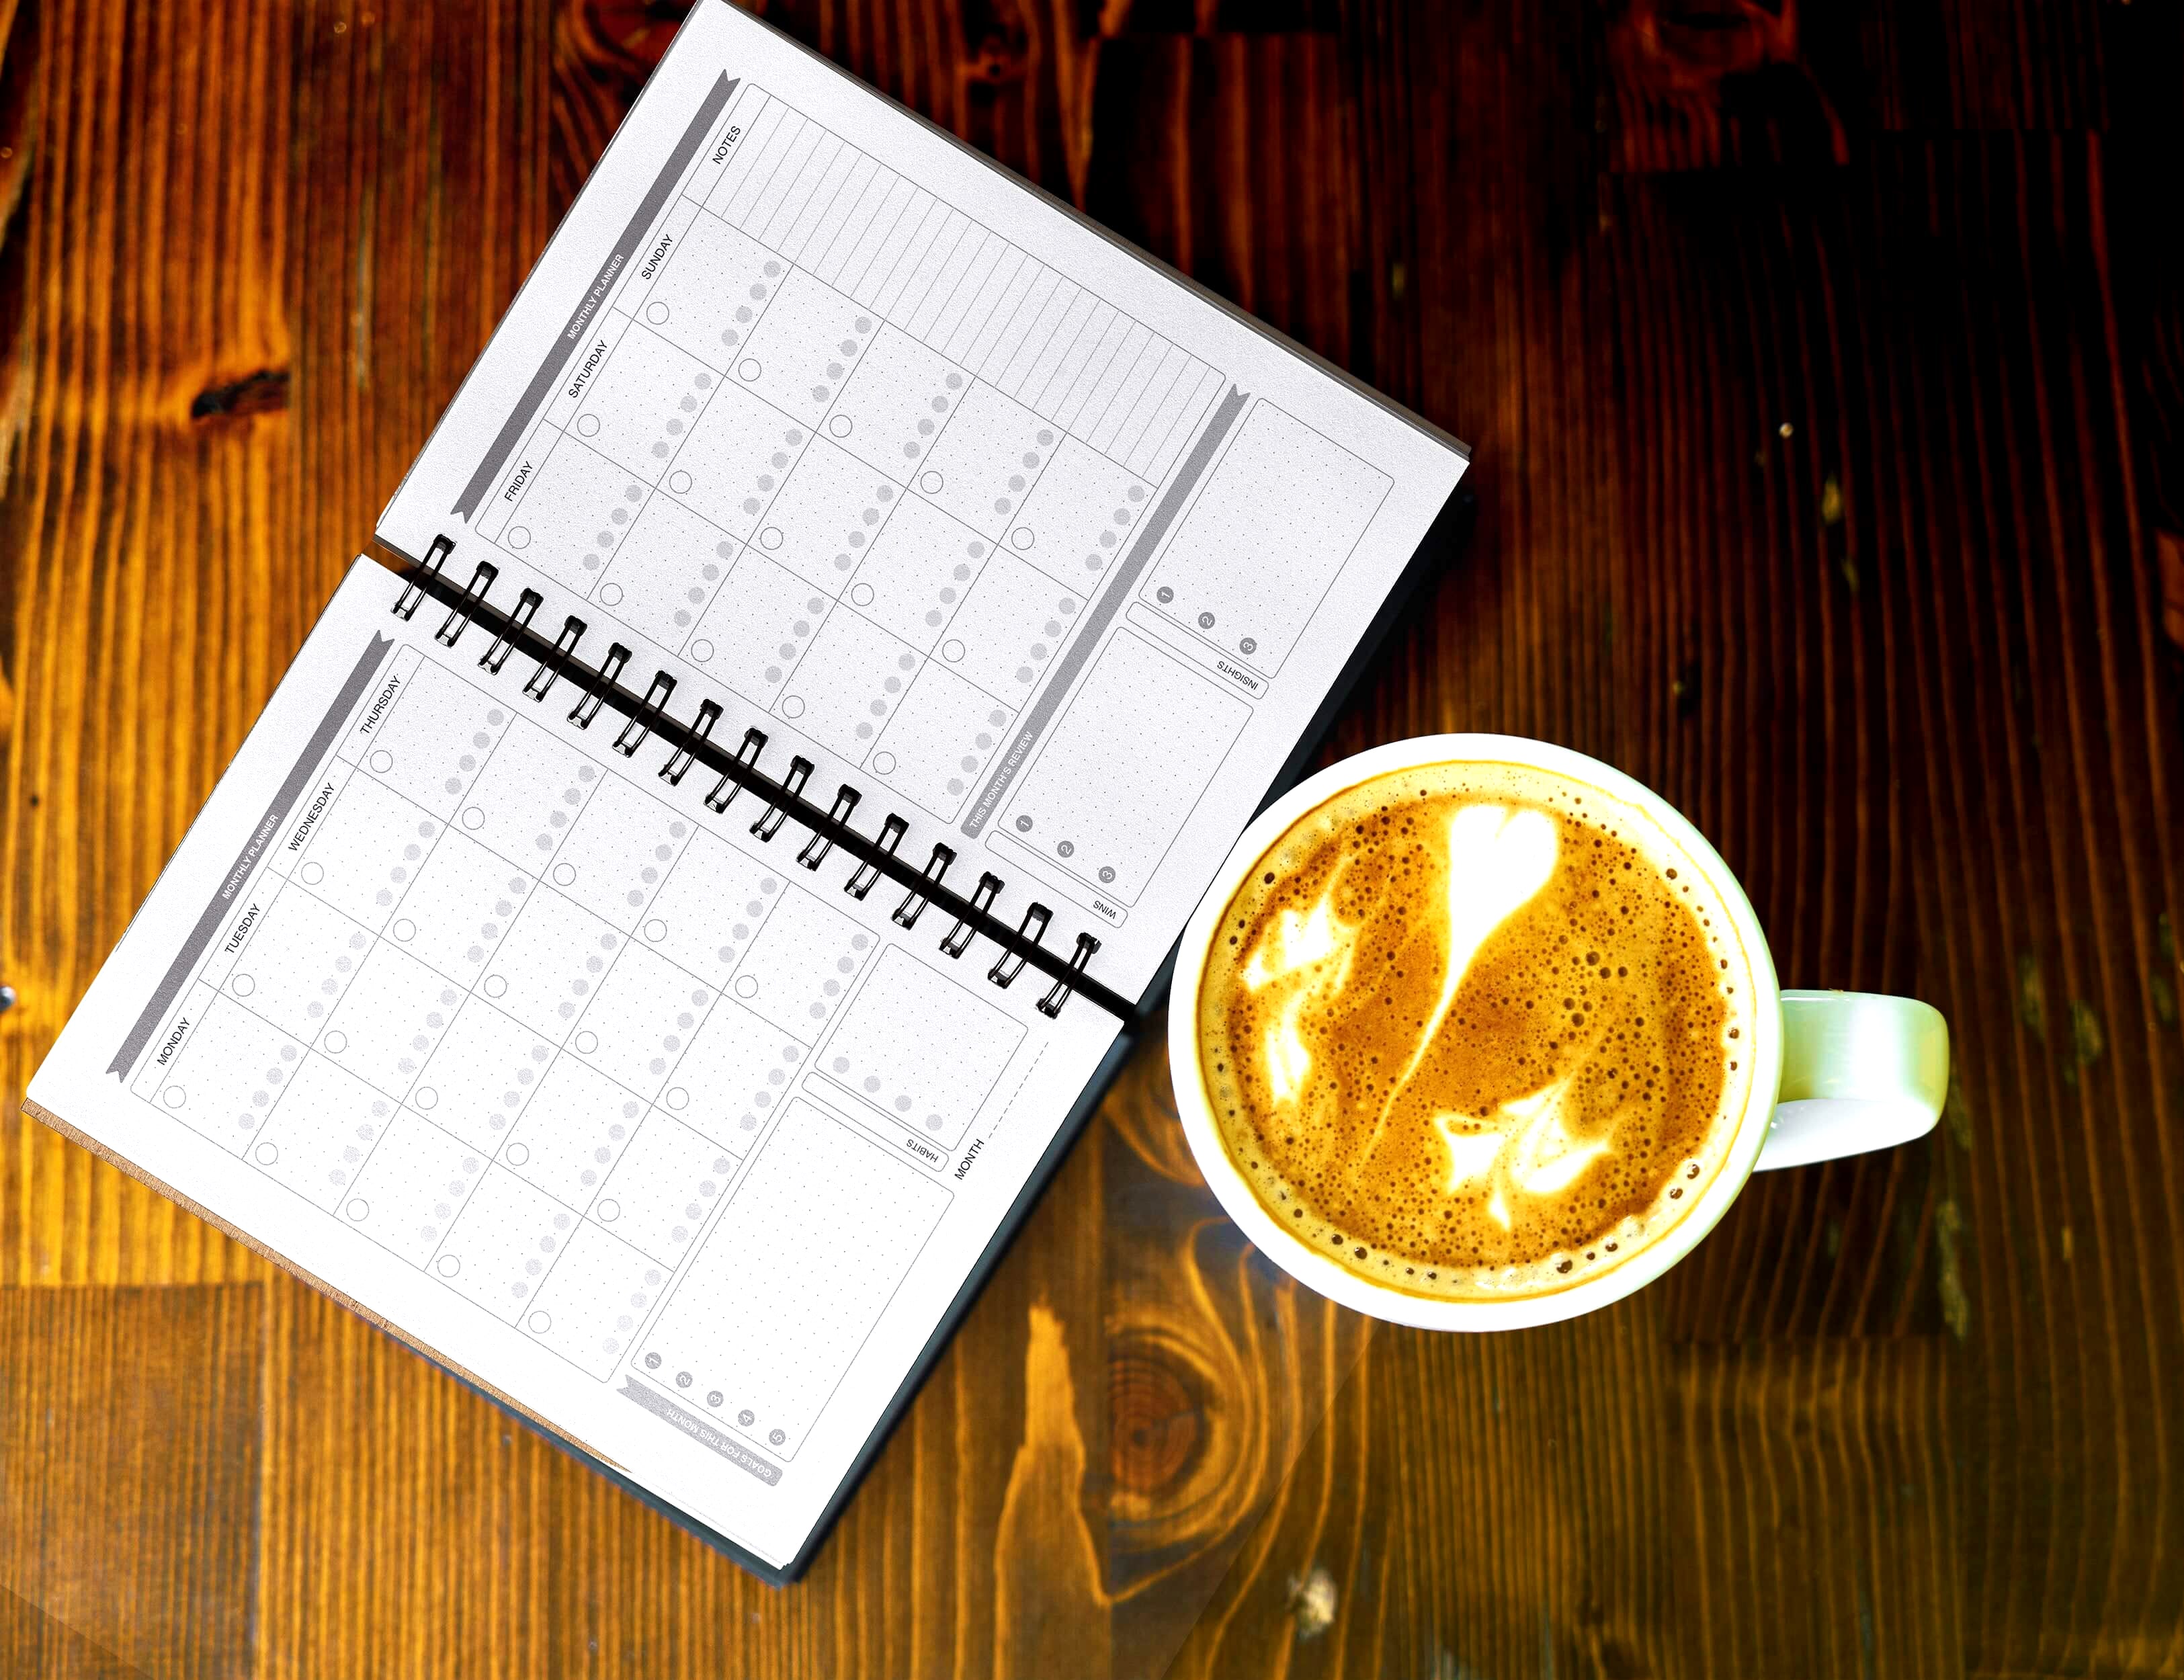 MONTHLY PLANNER
MONDAY
TUESDAY
WEDNESDAY
THURSDAY
GOALS FOR THIS MONTH
1
2
3
4
5
HABITS
MONTH
MONTHLY PLANNER
FRIDAY
SATURDAY
SUNDAY
NOTES
THIS MONTH'S REVIEW
WINS
1
2
3
INSIGHTS
1
2
3